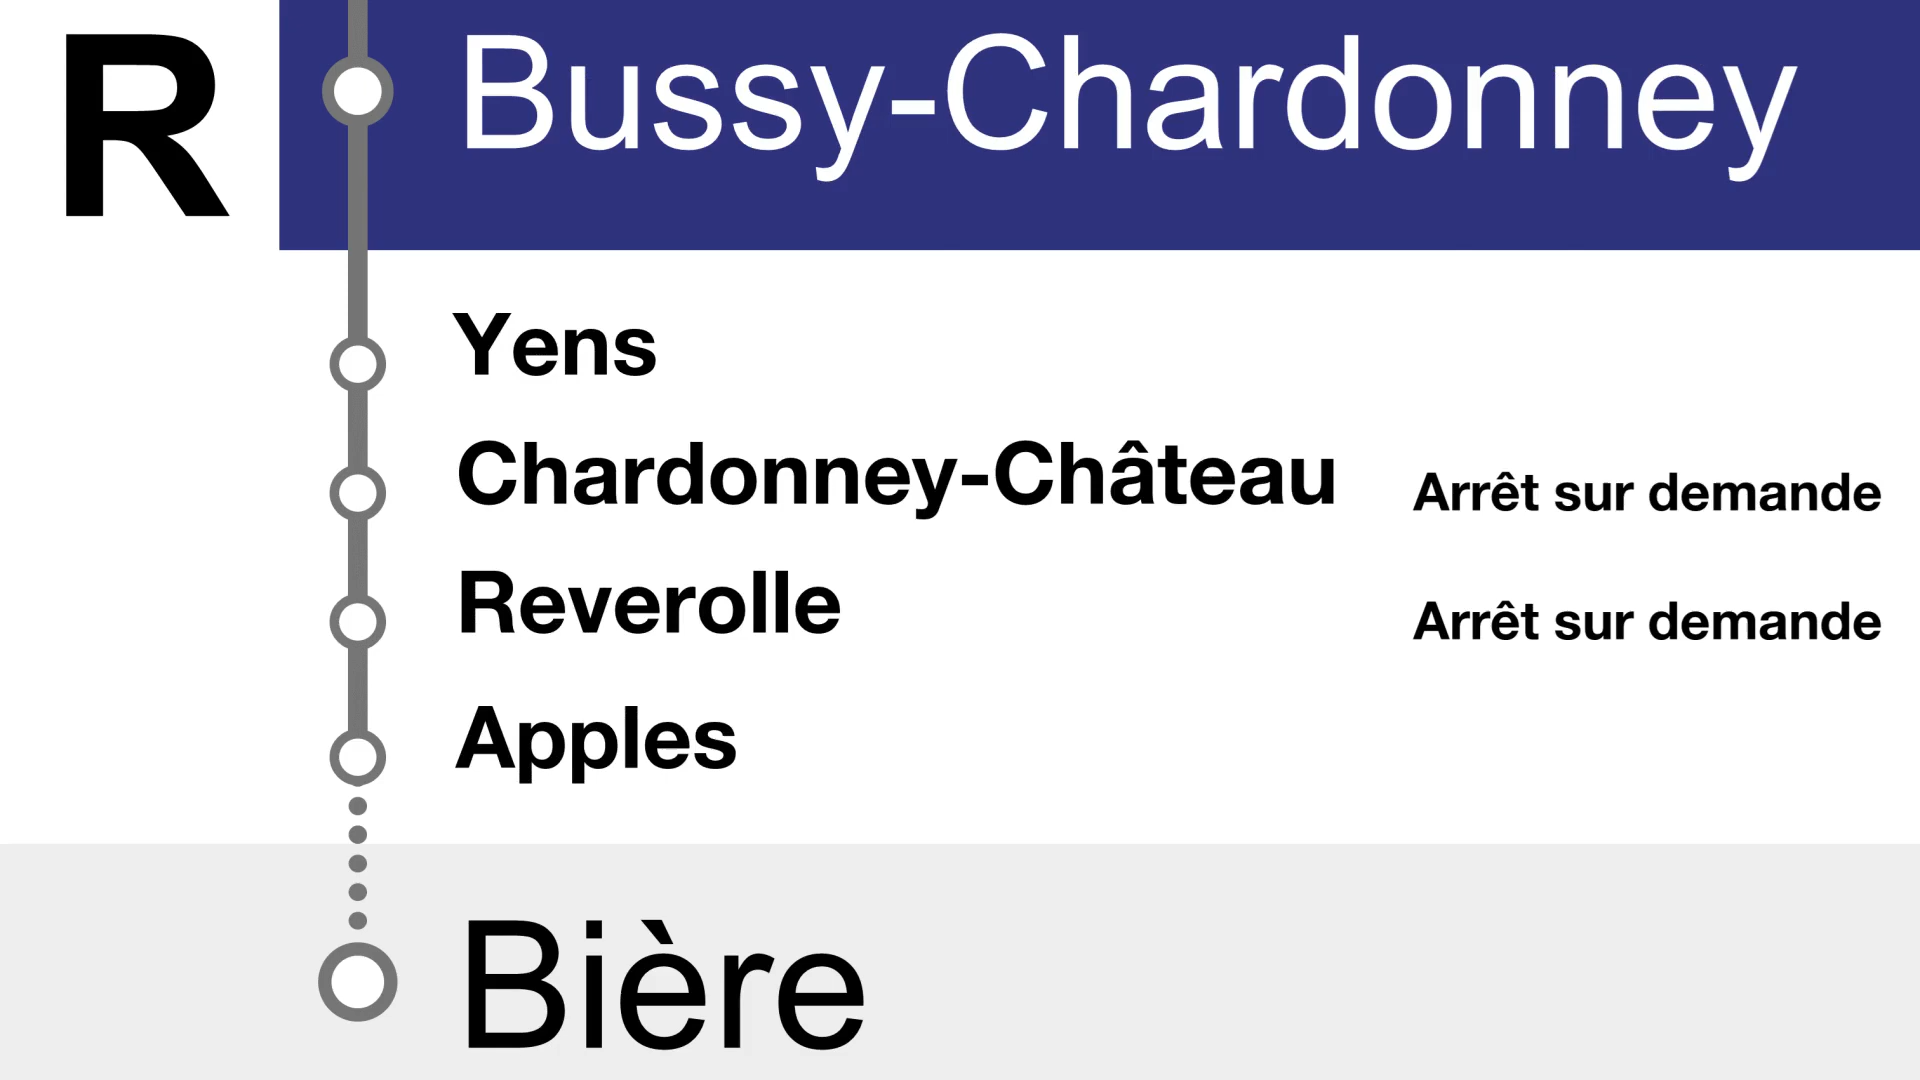 R
Bussy-Chardonney
Yens
Chardonney-Château Arrêt sur demande
Reverolle Arrêt sur demande
Apples
Bière